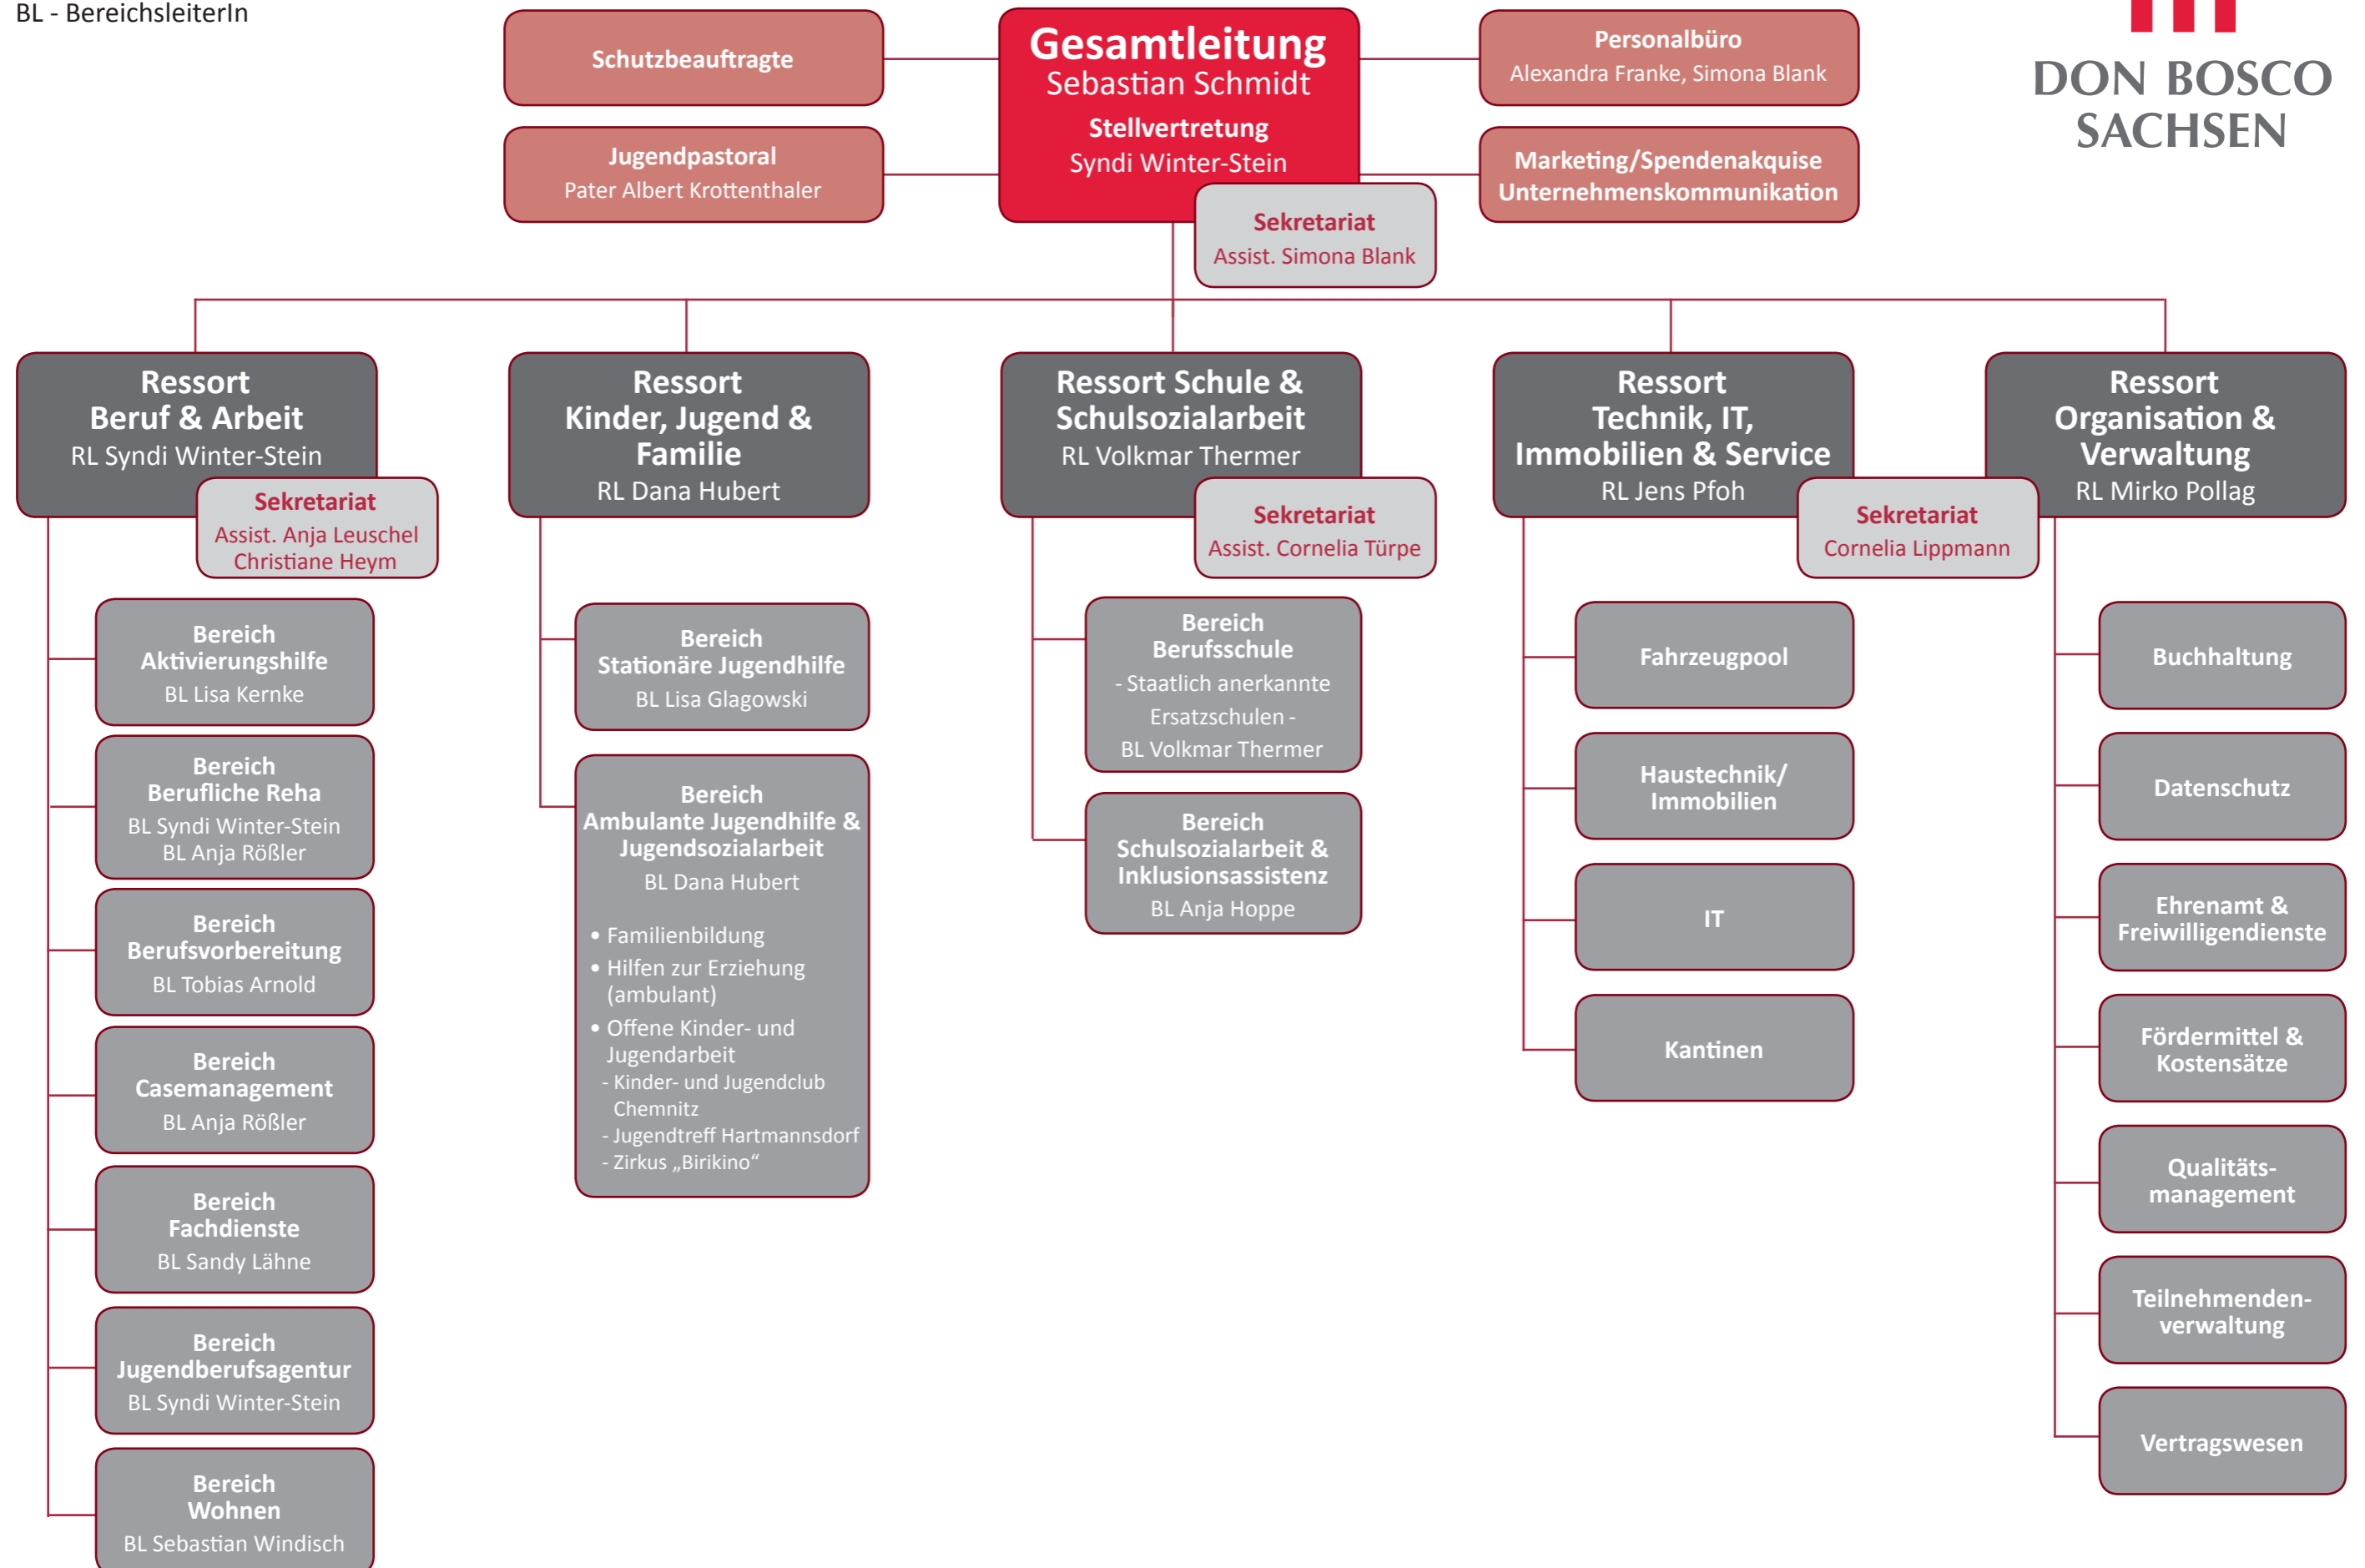 BL - BereichsleiterIn
Schutzbeauftragte
Jugendpastoral
Pater Albert Krottenthaler
Gesamtleitung
Sebastian Schmidt
Stellvertretung
Syndi Winter-Stein
Sekretariat
Assist. Simona Blank
Personalbüro
Alexandra Franke, Simona Blank
Marketing/Spendenakquise
Unternehmenskommunikation
DON BOSCO
SACHSEN
Ressort
Beruf & Arbeit
RL Syndi Winter-Stein
Sekretariat
Assist. Anja Leuschel
Christiane Heym
Bereich
Aktivierungshilfe
BL Lisa Kernke
Bereich
Berufliche Reha
BL Syndi Winter-Stein
BL Anja Rößler
Bereich
Berufsvorbereitung
BL Tobias Arnold
Bereich
Casemanagement
BL Anja Rößler
Bereich
Fachdienste
BL Sandy Lähne
Bereich
Jugendberufsagentur
BL Syndi Winter-Stein
Bereich
Wohnen
BL Sebastian Windisch
Ressort
Kinder, Jugend &
Familie
RL Dana Hubert
Bereich
Stationäre Jugendhilfe
BL Lisa Glagowski
Bereich
Ambulante Jugendhilfe &
Jugendsozialarbeit
BL Dana Hubert
• Familienbildung
• Hilfen zur Erziehung
(ambulant)
• Offene Kinder- und
Jugendarbeit
- Kinder- und Jugendclub
Chemnitz
- Jugendtreff Hartmannsdorf
- Zirkus „Birikino“
Ressort Schule &
Schulsozialarbeit
RL Volkmar Thermer
Sekretariat
Assist. Cornelia Türpe
Bereich
Berufsschule
- Staatlich anerkannte
Ersatzschulen -
BL Volkmar Thermer
Bereich
Schulsozialarbeit &
Inklusionsassistenz
BL Anja Hoppe
Ressort
Technik, IT,
Immobilien & Service
RL Jens Pfoh
Sekretariat
Cornelia Lippmann
Fahrzeugpool
Haustechnik/
Immobilien
IT
Kantinen
Ressort
Organisation &
Verwaltung
RL Mirko Pollag
Buchhaltung
Datenschutz
Ehrenamt &
Freiwilligendienste
Fördermittel &
Kostensätze
Qualitäts-
management
Teilnehmenden-
verwaltung
Vertragswesen